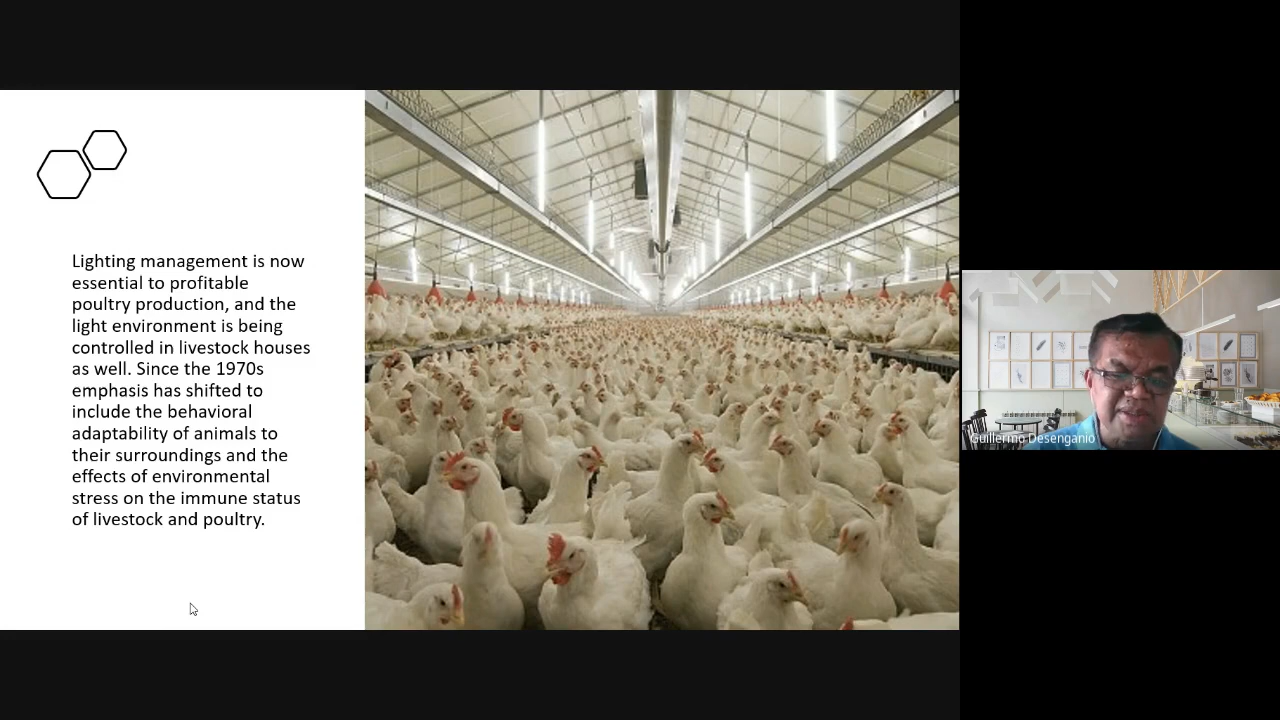 Lighting management is now
essential to profitable
poultry production, and the
light environment is being
controlled in livestock houses
as well. Since the 1970s
emphasis has shifted to
include the behavioral
adaptability of animals to
their surroundings and the
effects of environmental
stress on the immune status
of livestock and poultry.
Guillermo Desenganio